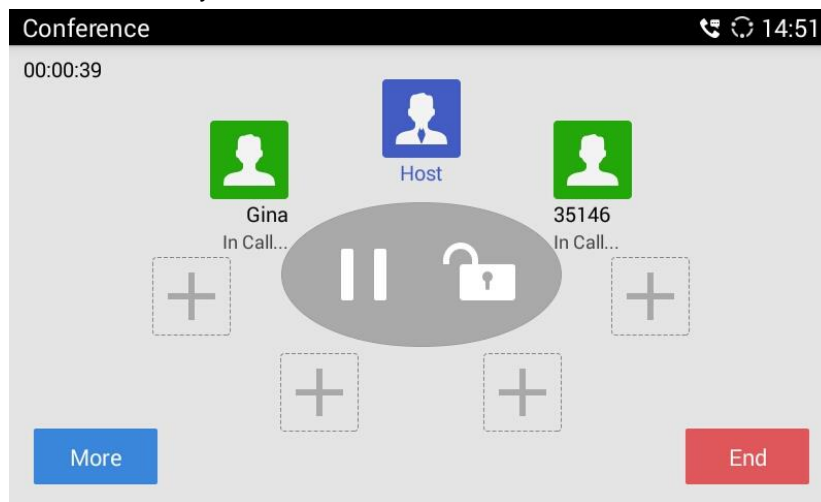 Conference 14:51
00:00:39
Host
Gina
In Call...
35146
In Call...
More
End